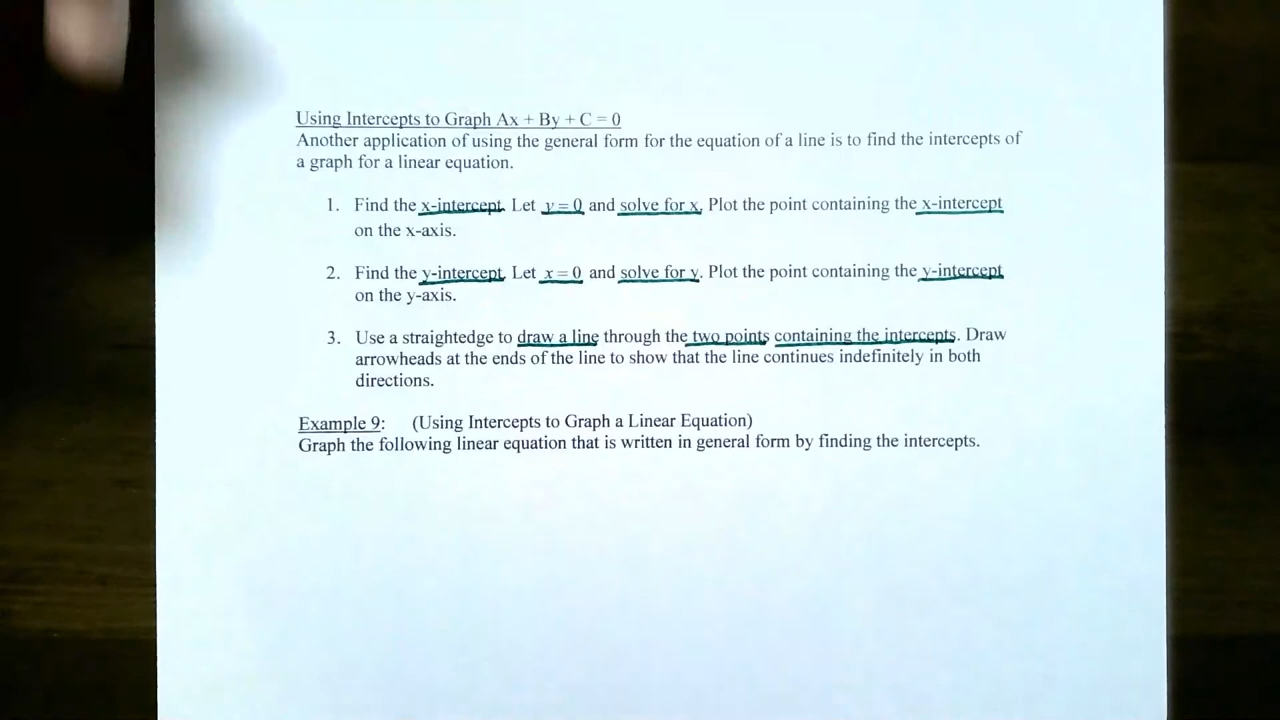 Using Intercepts to Graph Ax + By + C = 0
Another application of using the general form for the equation of a line is to find the intercepts of
a graph for a linear equation.
1. Find the x-intercept. Let y = 0 and solve for x. Plot the point containing the x-intercept
on the x-axis.
2. Find the y-intercept. Let x = 0 and solve for y. Plot the point containing the y-intercept
on the y-axis.
3. Use a straightedge to draw a line through the two points containing the intercepts. Draw
arrowheads at the ends of the line to show that the line continues indefinitely in both
directions.
Example 9: (Using Intercepts to Graph a Linear Equation)
Graph the following linear equation that is written in general form by finding the intercepts.